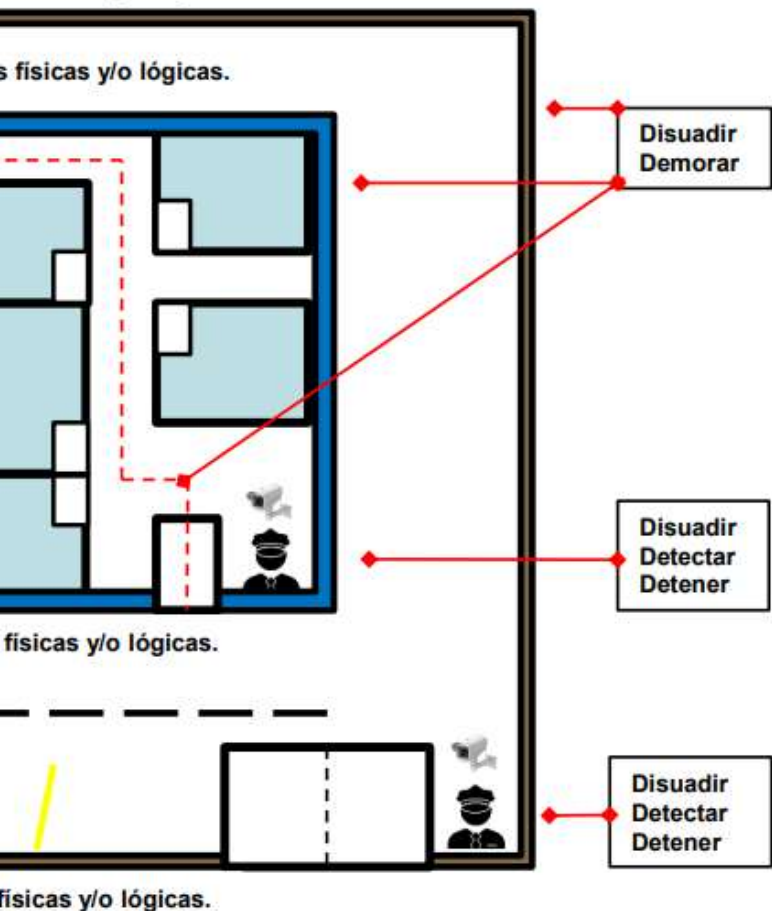 s físicas y/o lógicas.
Disuadir
Demorar
Disuadir
Detectar
Detener
físicas y/o lógicas.
Disuadir
Detectar
Detener
físicas y/o lógicas.